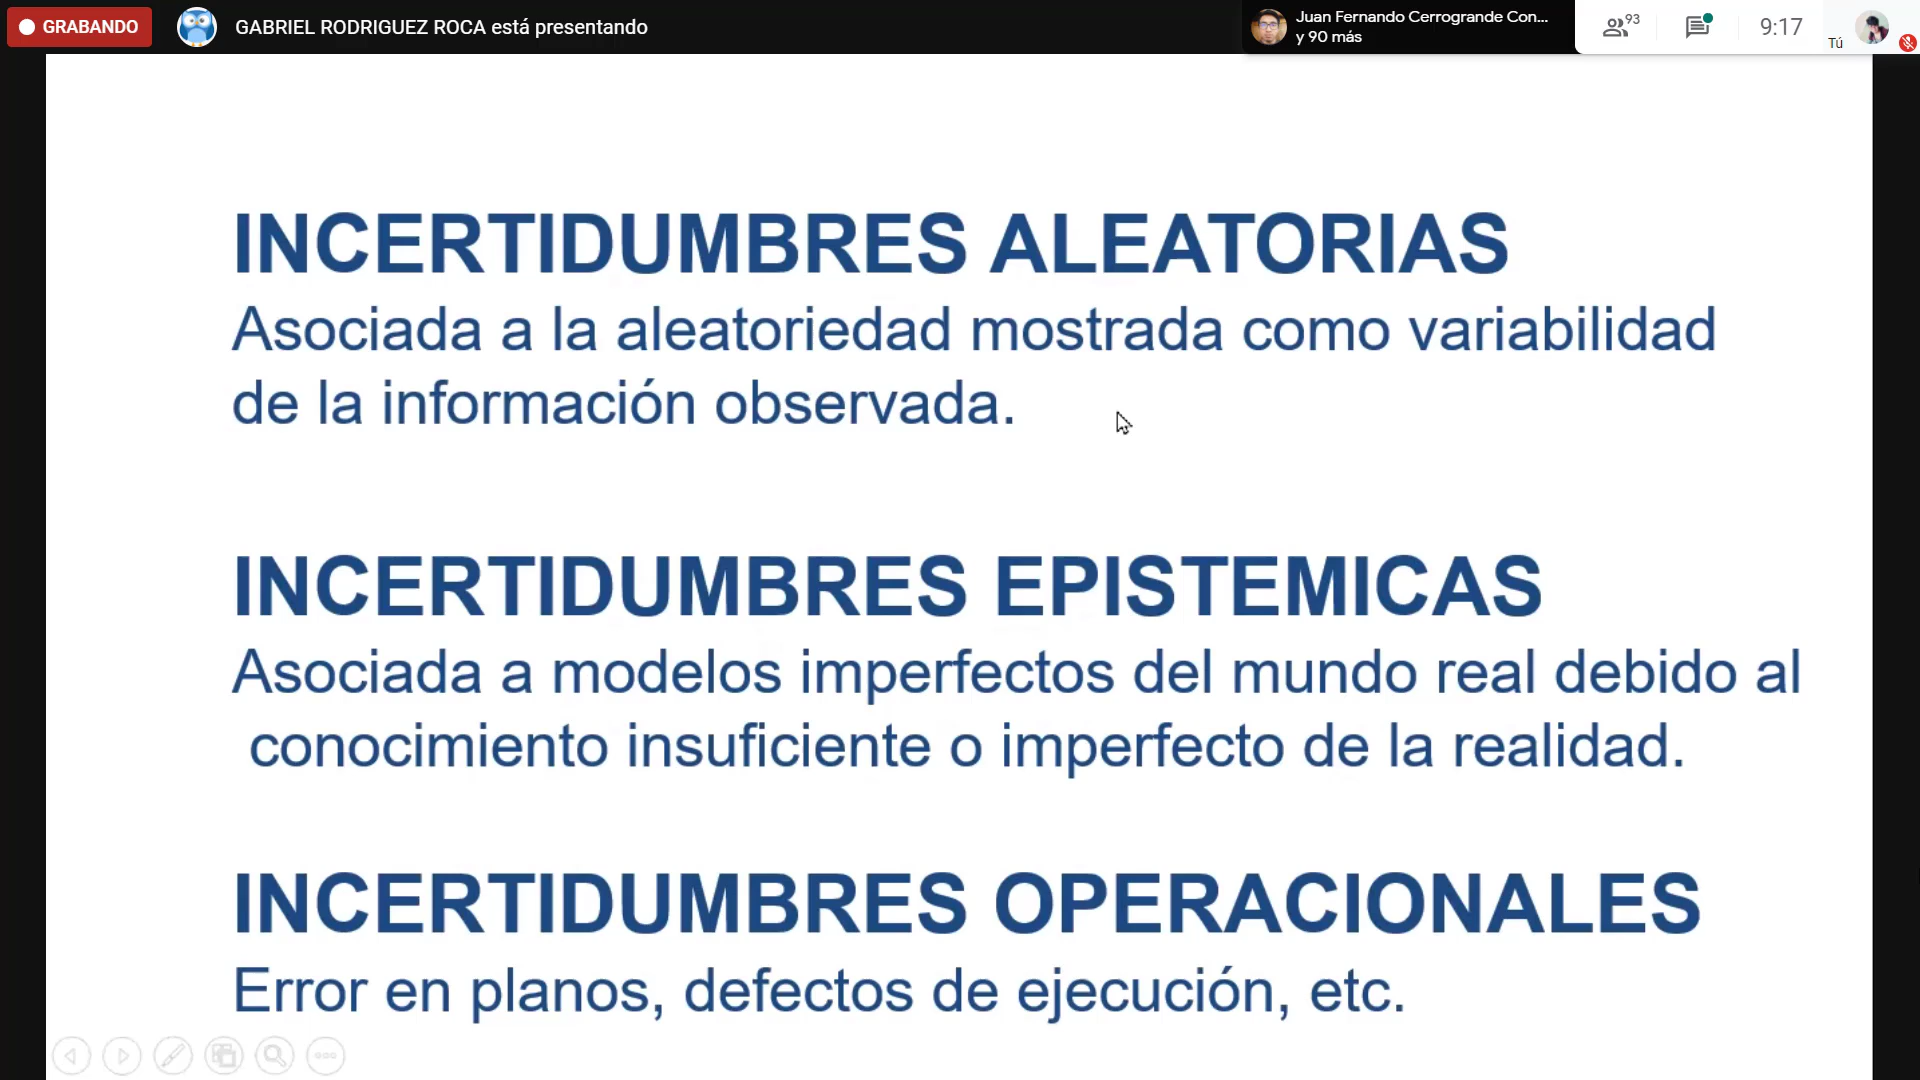 GRABANDO
GABRIEL RODRIGUEZ ROCA está presentando
Juan Fernando Cerrogrande Con...
y 90 más
93
9:17
Tú
INCERTIDUMBRES ALEATORIAS
Asociada a la aleatoriedad mostrada como variabilidad
de la información observada.
INCERTIDUMBRES EPISTEMICAS
Asociada a modelos imperfectos del mundo real debido al
conocimiento insuficiente o imperfecto de la realidad.
INCERTIDUMBRES OPERACIONALES
Error en planos, defectos de ejecución, etc.